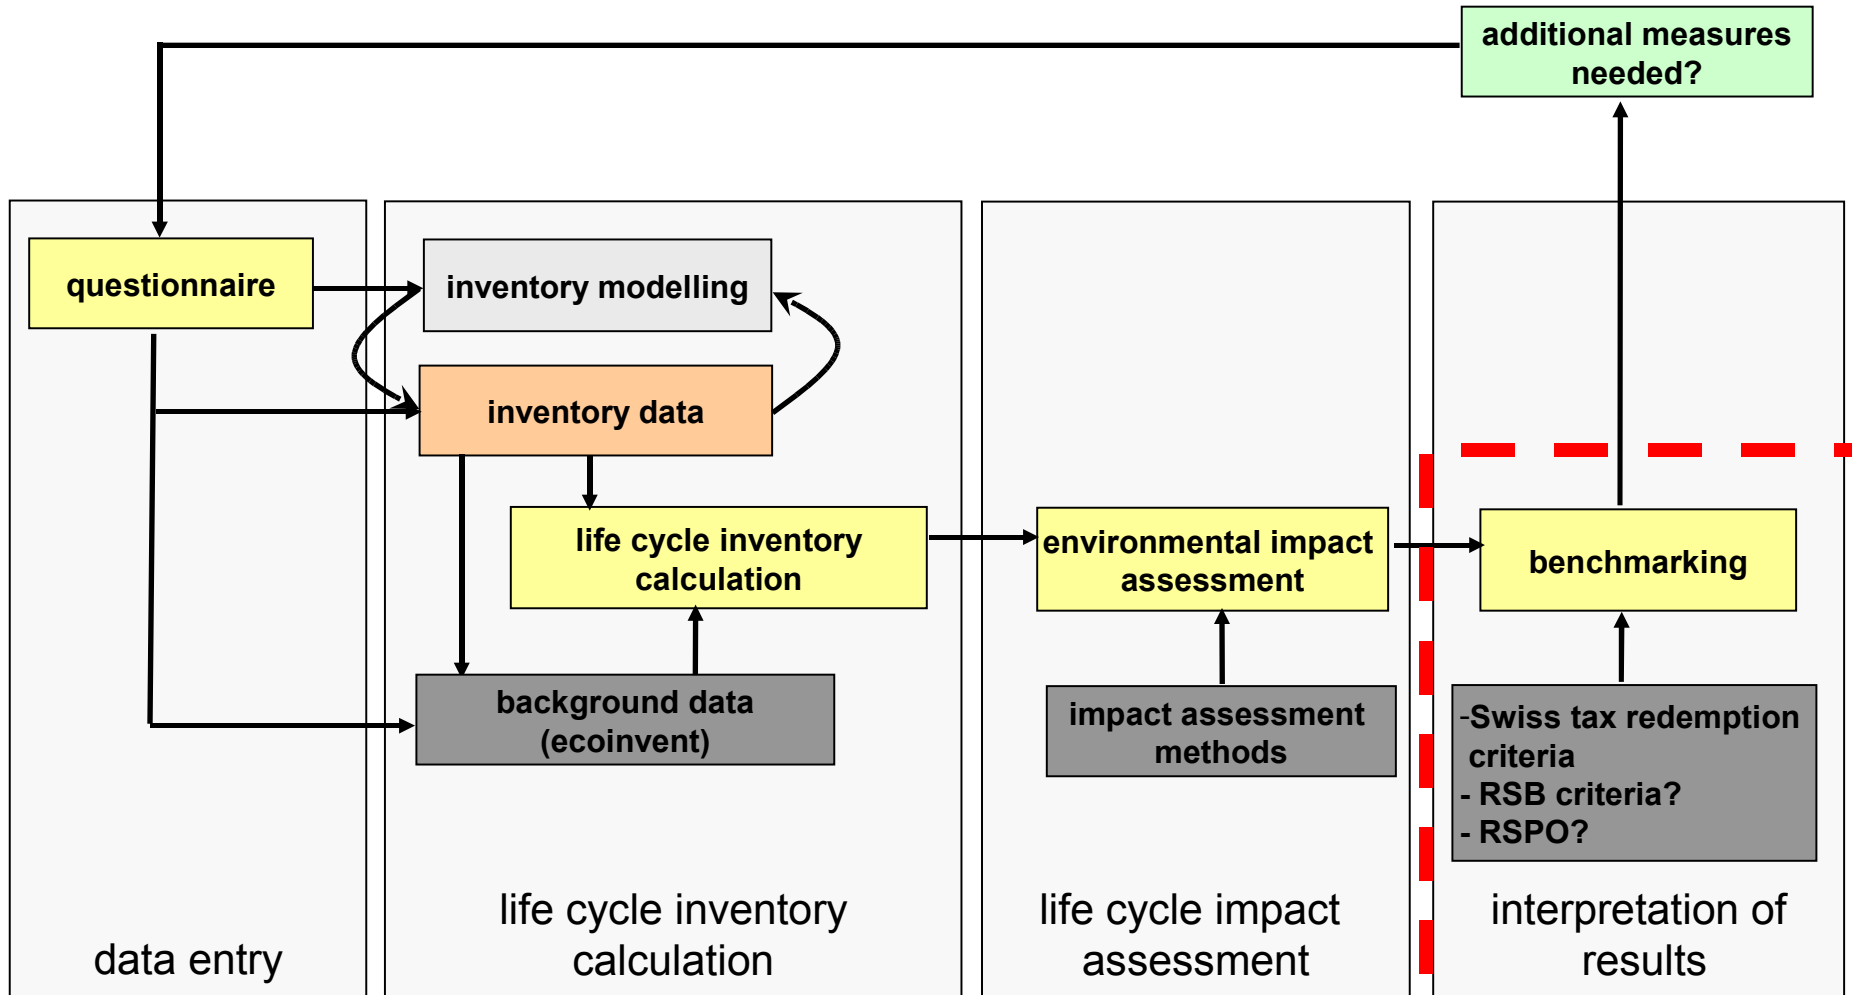 additional measures
needed?
questionnaire
inventory modelling
inventory data
life cycle inventory
calculation
environmental impact
assessment
benchmarking
background data
(ecoinvent)
impact assessment
methods
-Swiss tax redemption
criteria
- RSB criteria?
- RSPO?
data entry
life cycle inventory
calculation
life cycle impact
assessment
interpretation of
results